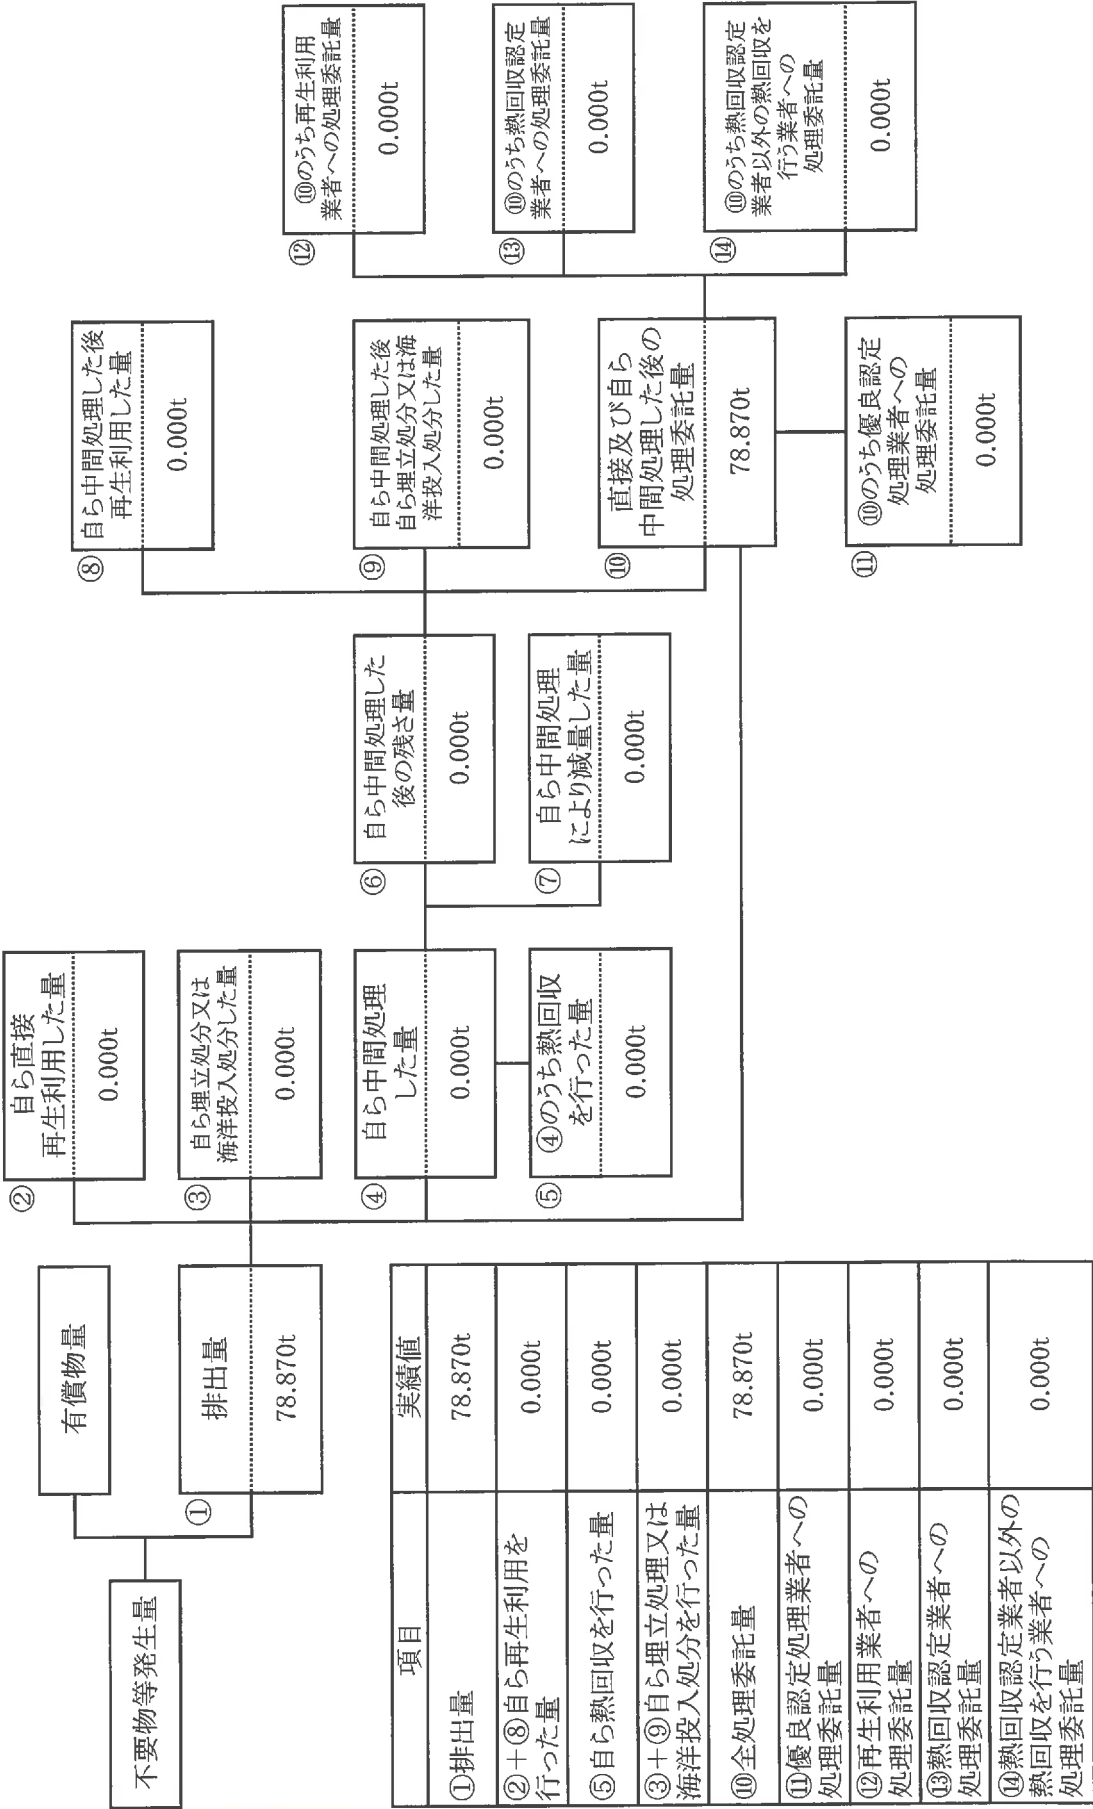 不要物等発生量
有償物量
①
排出量
78.870t
②
自ら直接
再生利用した量
0.000t
③
自ら埋立処分又は
海洋投入処分した量
0.000t
④
自ら中間処理
した量
0.000t
⑤
④のうち熱回収
を行った量
0.000t
⑥
自ら中間処理した
後の残さ量
0.000t
⑦
自ら中間処理
により減量した量
0.000t
⑧
自ら中間処理した後
再生利用した量
0.000t
⑨
自ら中間処理した後
自ら埋立処分又は海
洋投入処分した量
0.000t
⑩
直接及び自ら
中間処理した後の
処理委託量
78.870t
⑪
⑩のうち優良認定
処理業者への
処理委託量
0.000t
⑫
⑩のうち再生利用
業者への処理委託量
0.000t
⑬
⑩のうち熱回収認定
業者への処理委託量
0.000t
⑭
⑩のうち熱回収認定
業者以外の熱回収を
行う業者への
処理委託量
0.000t
項目 実績値
①排出量 78.870t
②＋⑧自ら再生利用を
行った量 0.000t
⑤自ら熱回収を行った量 0.000t
③＋⑨自ら埋立処理又は
海洋投入処分を行った量 0.000t
⑩全処理委託量 78.870t
⑪優良認定処理業者への
処理委託量 0.000t
⑫再生利用業者への
処理委託量 0.000t
⑬熱回収認定業者への
処理委託量 0.000t
⑭熱回収認定業者以外の
熱回収を行う業者への
処理委託量 0.000t